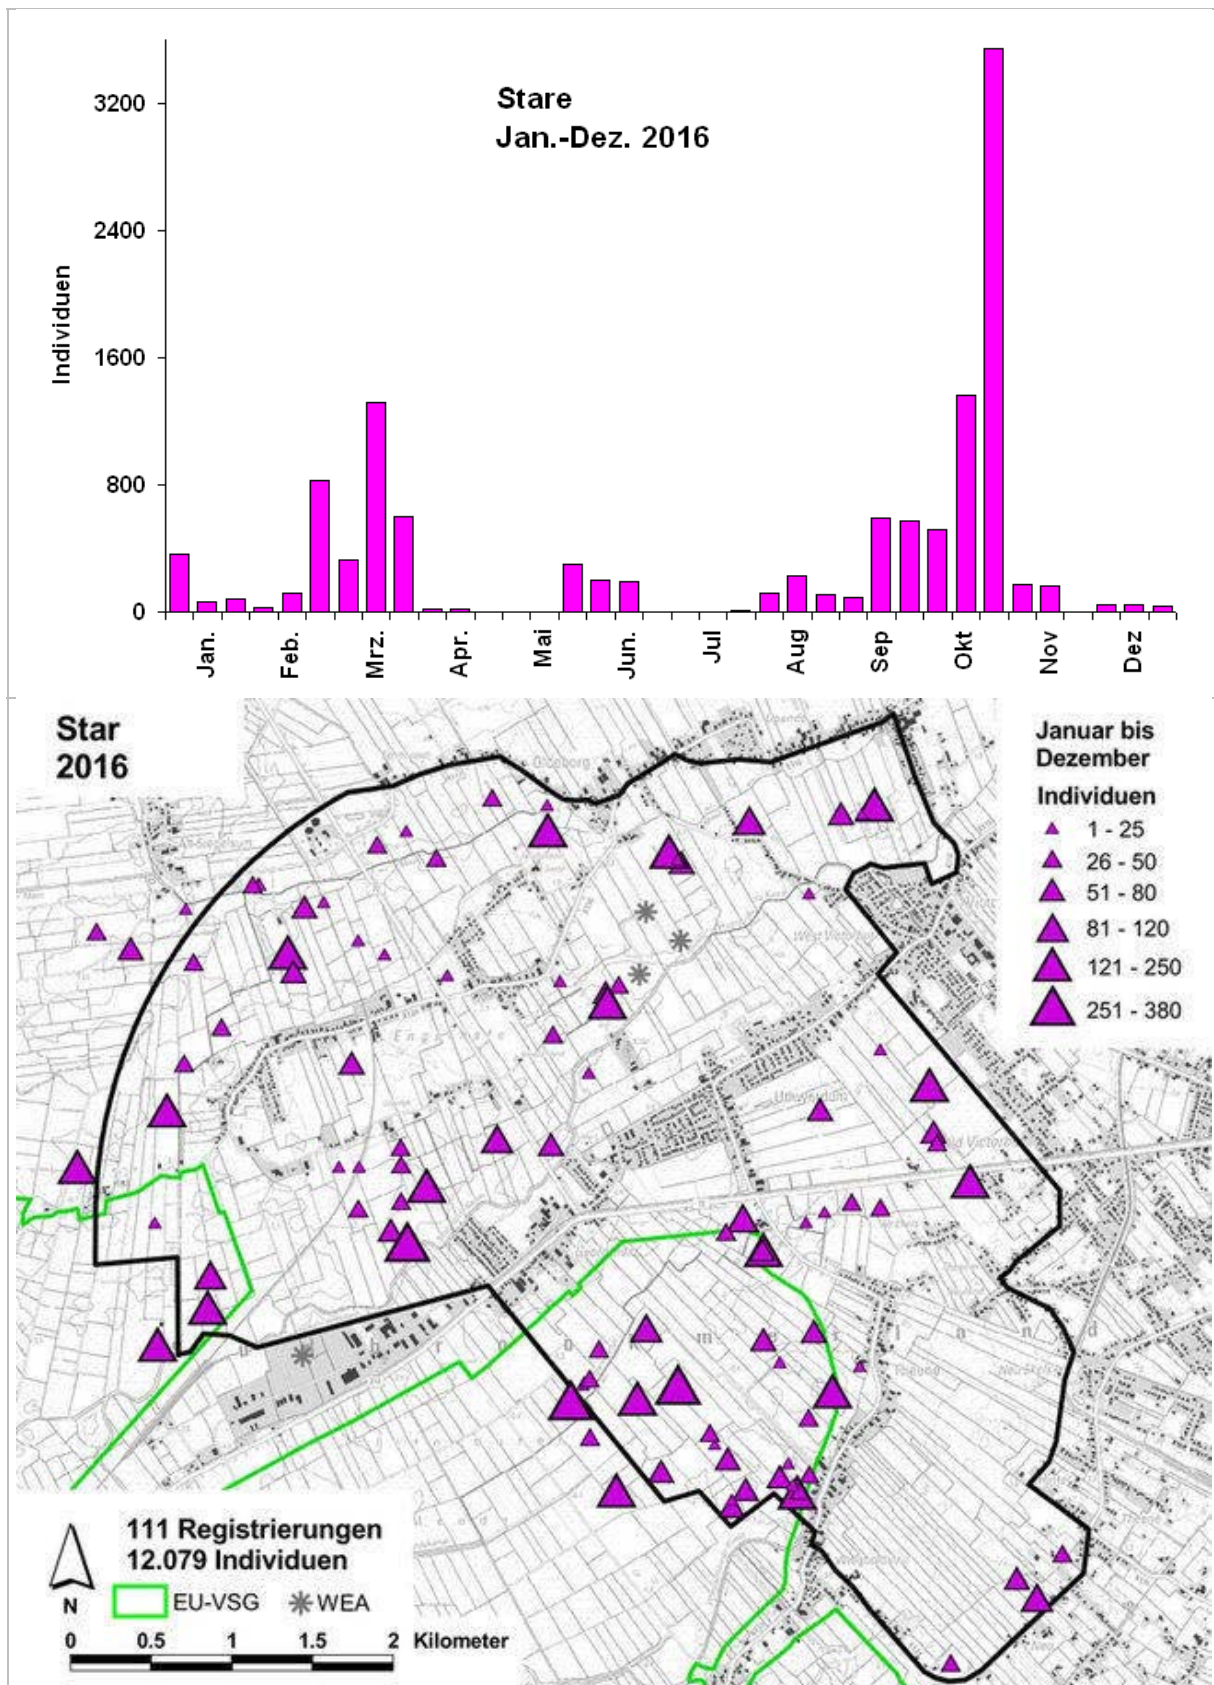 Stare
Jan.-Dez. 2016
Individuen
3200
2400
1600
800
0
Jan.
Feb.
Mrz.
Apr.
Mai
Jun.
Jul
Aug
Sep
Okt
Nov
Dez
Star
2016
Januar bis
Dezember
Individuen
1 - 25
26 - 50
51 - 80
81 - 120
121 - 250
251 - 380
111 Registrierungen
12.079 Individuen
EU-VSG
WEA
N
0 0.5 1 1.5 2 Kilometer